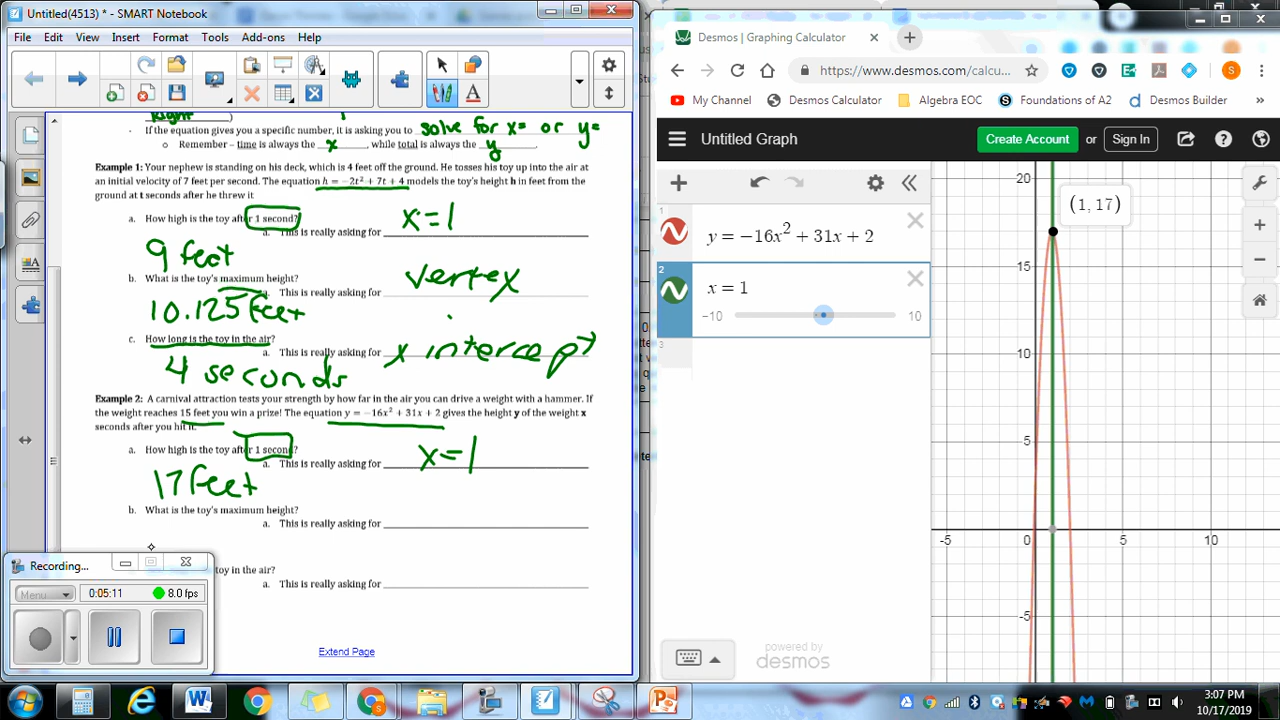 Untitled(4513) * - SMART Notebook
File Edit View Insert Format Tools Add-ons Help
Right
- If the equation gives you a specific number, it is asking you to solve for x= or y=
o Remember – time is always the x, while total is always the y.
Example 1: Your nephew is standing on his deck, which is 4 feet off the ground. He tosses his toy up into the air at
an initial velocity of 7 feet per second. The equation h = −2t² + 7t + 4 models the toy's height h in feet from the
ground at t seconds after he threw it
a. How high is the toy after 1 second?
a. This is really asking for x=1
9 feet
b. What is the toy's maximum height?
a. This is really asking for vertex
10.125 feet
c. How long is the toy in the air?
a. This is really asking for x intercept
4 seconds
Example 2: A carnival attraction tests your strength by how far in the air you can drive a weight with a hammer. If
the weight reaches 15 feet you win a prize! The equation y = −16x² + 31x + 2 gives the height y of the weight x
seconds after you hit it.
a. How high is the toy after 1 second?
a. This is really asking for x=1
17 feet
b. What is the toy's maximum height?
a. This is really asking for
toy in the air?
a. This is really asking for
Extend Page
Recording...
Menu 0:05:11 8.0 fps
Desmos | Graphing Calculator
https://www.desmos.com/calcu...
My Channel Desmos Calculator Algebra EOC Foundations of A2 Desmos Builder
Untitled Graph Create Account or Sign In
1
y = −16x² + 31x + 2
2
x = 1
−10 10
3
powered by
desmos
(1, 17)
20
15
10
5
-5 0 5 10
-5
3:07 PM
10/17/2019